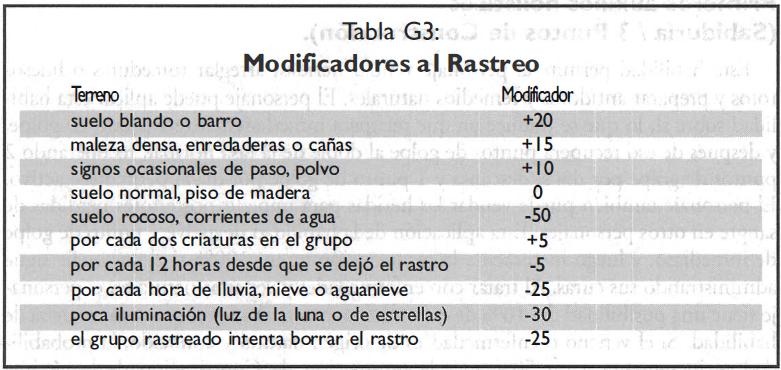 Tabla G3:
Modificadores al Rastreo
Terreno Modificador
suelo blando o barro +20
maleza densa, enredaderas o cañas +15
signos ocasionales de paso, polvo +10
suelo normal, piso de madera 0
suelo rocoso, corrientes de agua -50
por cada dos criaturas en el grupo +5
por cada 12 horas desde que se dejó el rastro -5
por cada hora de lluvia, nieve o aguanieve -25
poca iluminación (luz de la luna o de estrellas) -30
el grupo rastreado intenta borrar el rastro -25